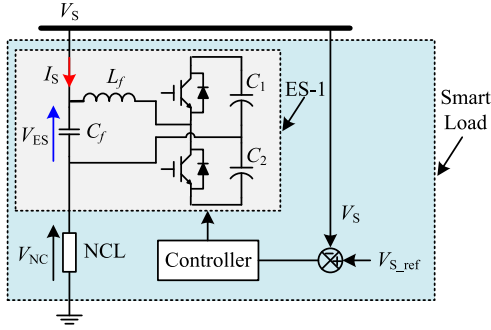 V_S
I_S
L_f
C_1
ES-1
Smart
Load
V_ES
C_f
C_2
V_S
V_NC
NCL
Controller
V_S_ref